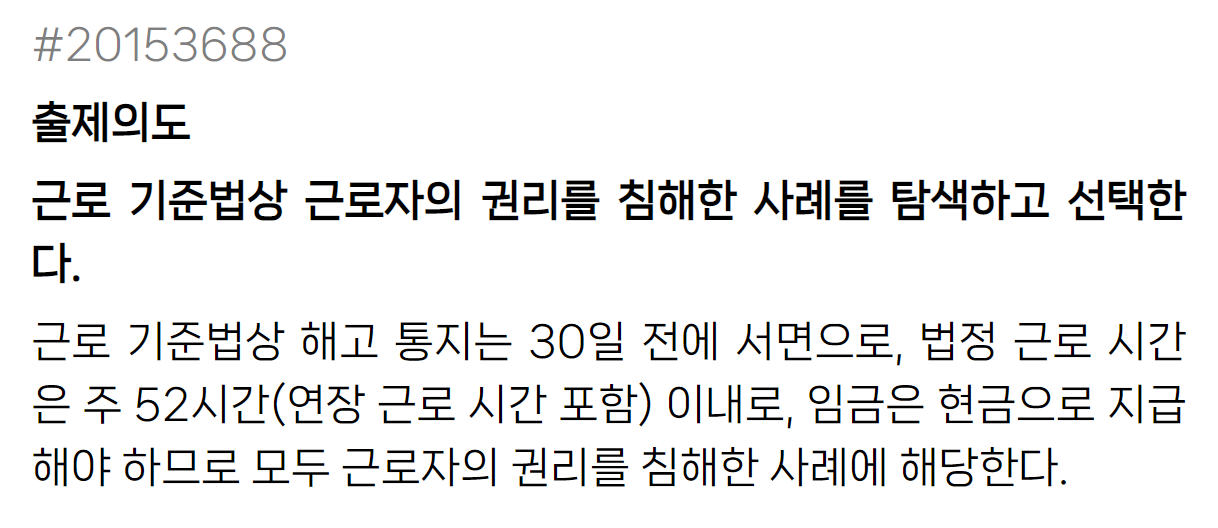 #20153688
출제의도
근로 기준법상 근로자의 권리를 침해한 사례를 탐색하고 선택한
다.
근로 기준법상 해고 통지는 30일 전에 서면으로, 법정 근로 시간
은 주 52시간(연장 근로 시간 포함) 이내로, 임금은 현금으로 지급
해야 하므로 모두 근로자의 권리를 침해한 사례에 해당한다.